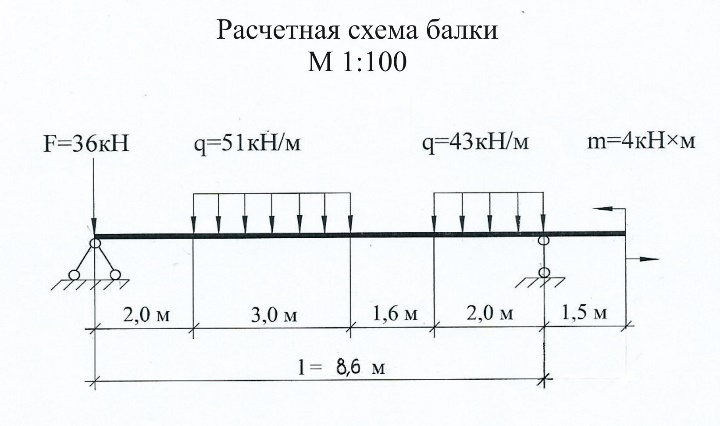 Расчетная схема балки
М 1:100
F=36кН q=51кН/м q=43кН/м m=4кН×м
2,0 м 3,0 м 1,6 м 2,0 м 1,5 м
l= 8,6 м